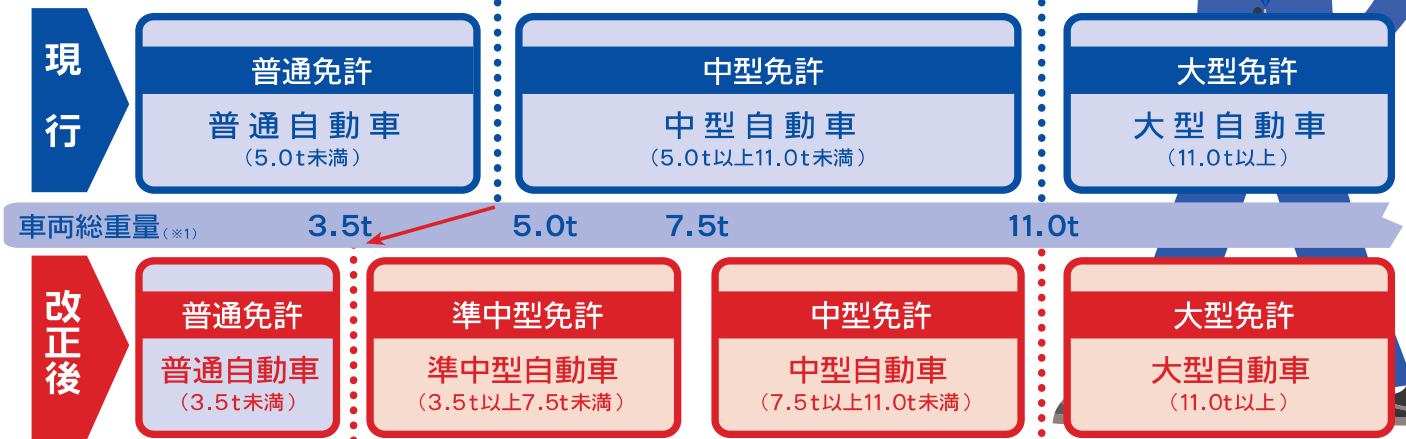 現行
普通免許
普通自動車
（5.0t未満）
中型免許
中型自動車
（5.0t以上11.0t未満）
大型免許
大型自動車
（11.0t以上）
車両総重量（※1） 3.5t 5.0t 7.5t 11.0t
改正後
普通免許
普通自動車
（3.5t未満）
準中型免許
準中型自動車
（3.5t以上7.5t未満）
中型免許
中型自動車
（7.5t以上11.0t未満）
大型免許
大型自動車
（11.0t以上）